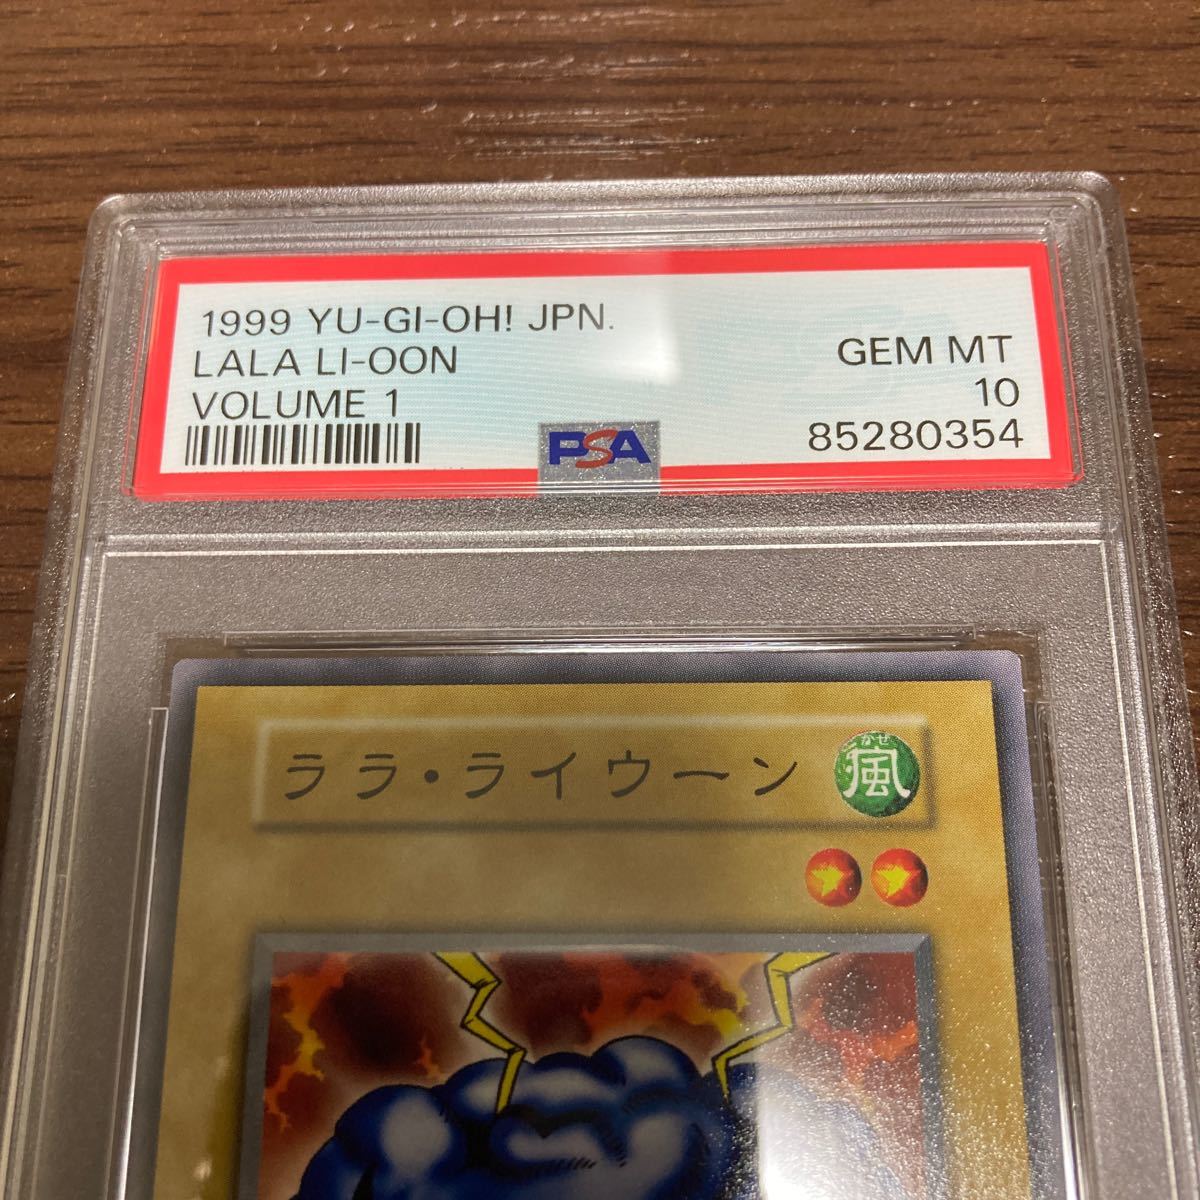 1999 YU-GI-OH! JPN.
LALA LI-OON
VOLUME 1
GEM MT
10
85280354
PSA
ララ・ライウーン
かぜ
風